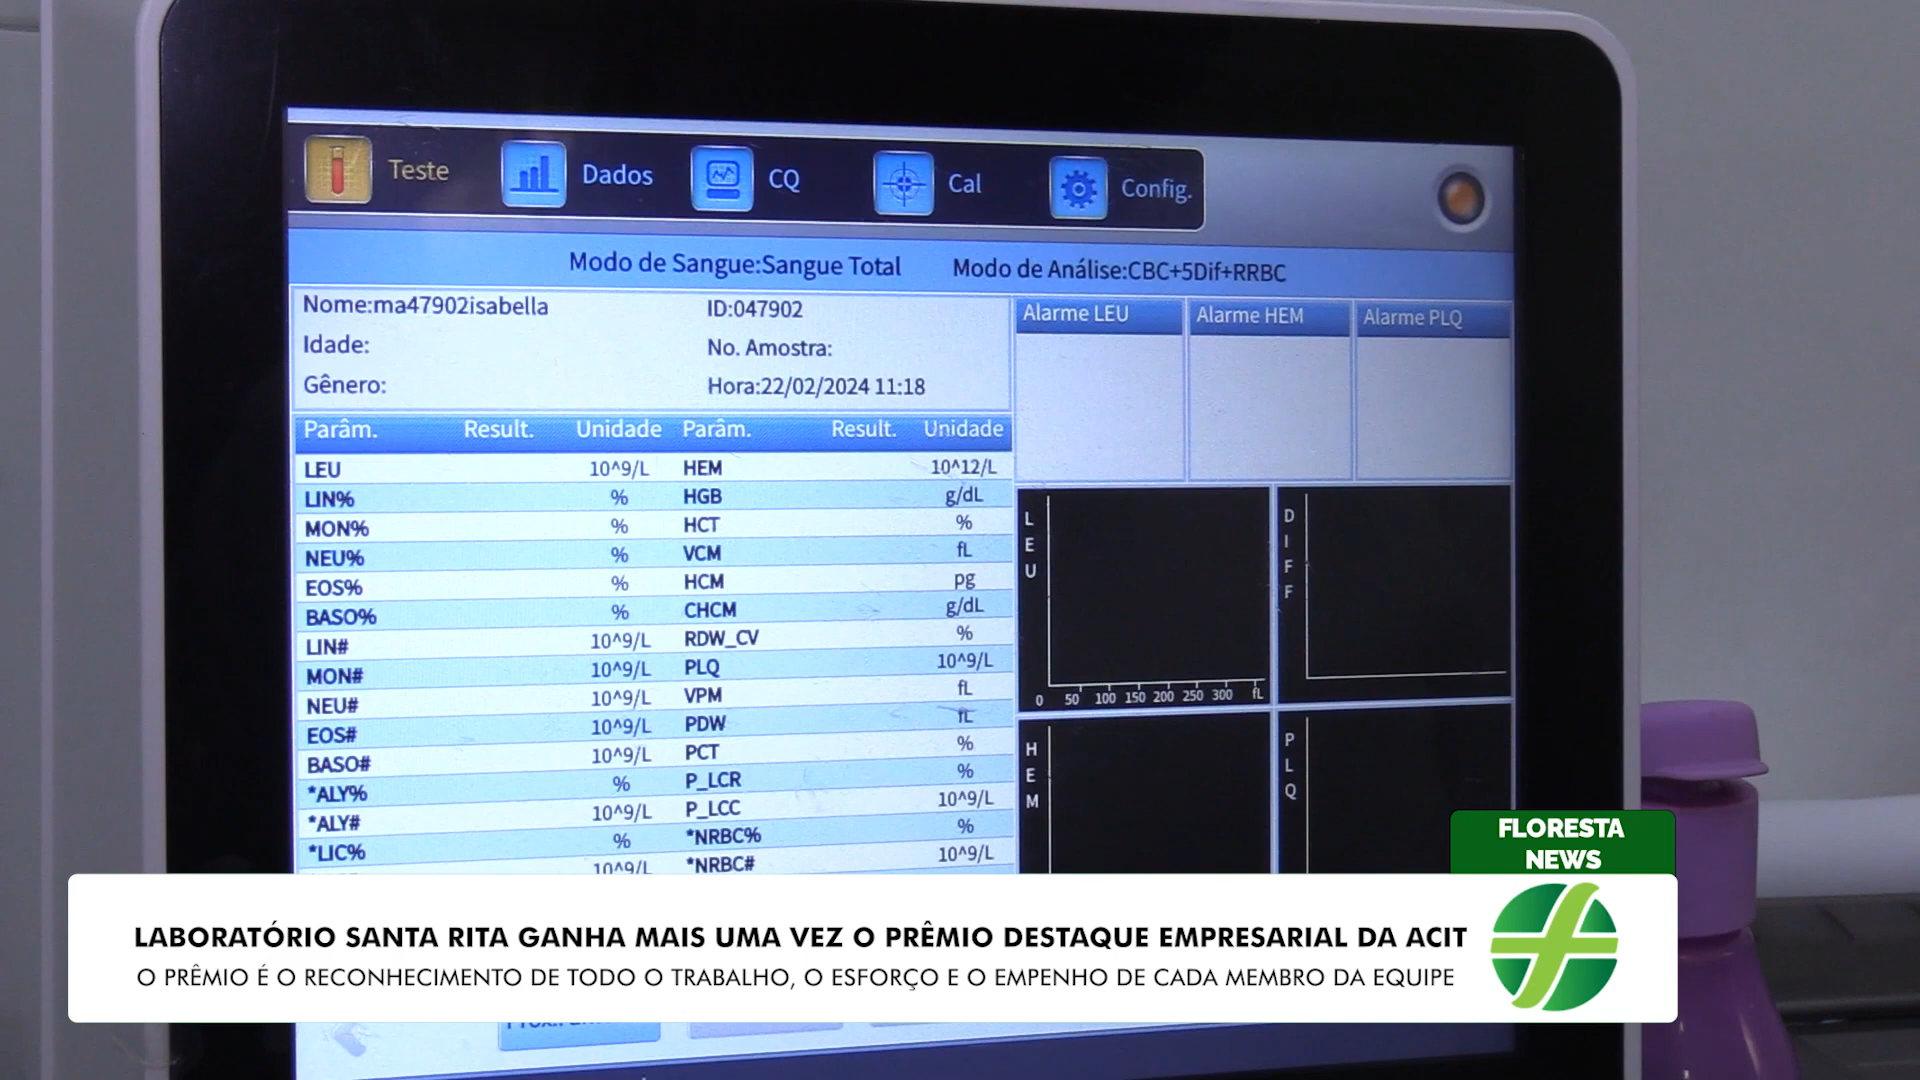 Teste Dados CQ Cal Config.
Modo de Sangue:Sangue Total Modo de Análise:CBC+5Dif+RRBC
Nome:ma47902isabella ID:047902
Idade: No. Amostra:
Gênero: Hora:22/02/2024 11:18
Alarme LEU Alarme HEM Alarme PLQ
Parâm. Result. Unidade Parâm. Result. Unidade
LEU 10^9/L HEM 10^12/L
LIN% % HGB g/dL
MON% % HCT %
NEU% % VCM fL
EOS% % HCM pg
BASO% % CHCM g/dL
LIN# 10^9/L RDW_CV %
MON# 10^9/L PLQ 10^9/L
NEU# 10^9/L VPM fL
EOS# 10^9/L PDW fL
BASO# 10^9/L PCT %
*ALY% % P_LCR %
*ALY# 10^9/L P_LCC 10^9/L
*LIC% % *NRBC% %
10^9/L *NRBC# 10^9/L
LEU
0 50 100 150 200 250 300 fL
DIFF
HEM
PLQ
FLORESTA
NEWS
LABORATÓRIO SANTA RITA GANHA MAIS UMA VEZ O PRÊMIO DESTAQUE EMPRESARIAL DA ACIT
O PRÊMIO É O RECONHECIMENTO DE TODO O TRABALHO, O ESFORÇO E O EMPENHO DE CADA MEMBRO DA EQUIPE